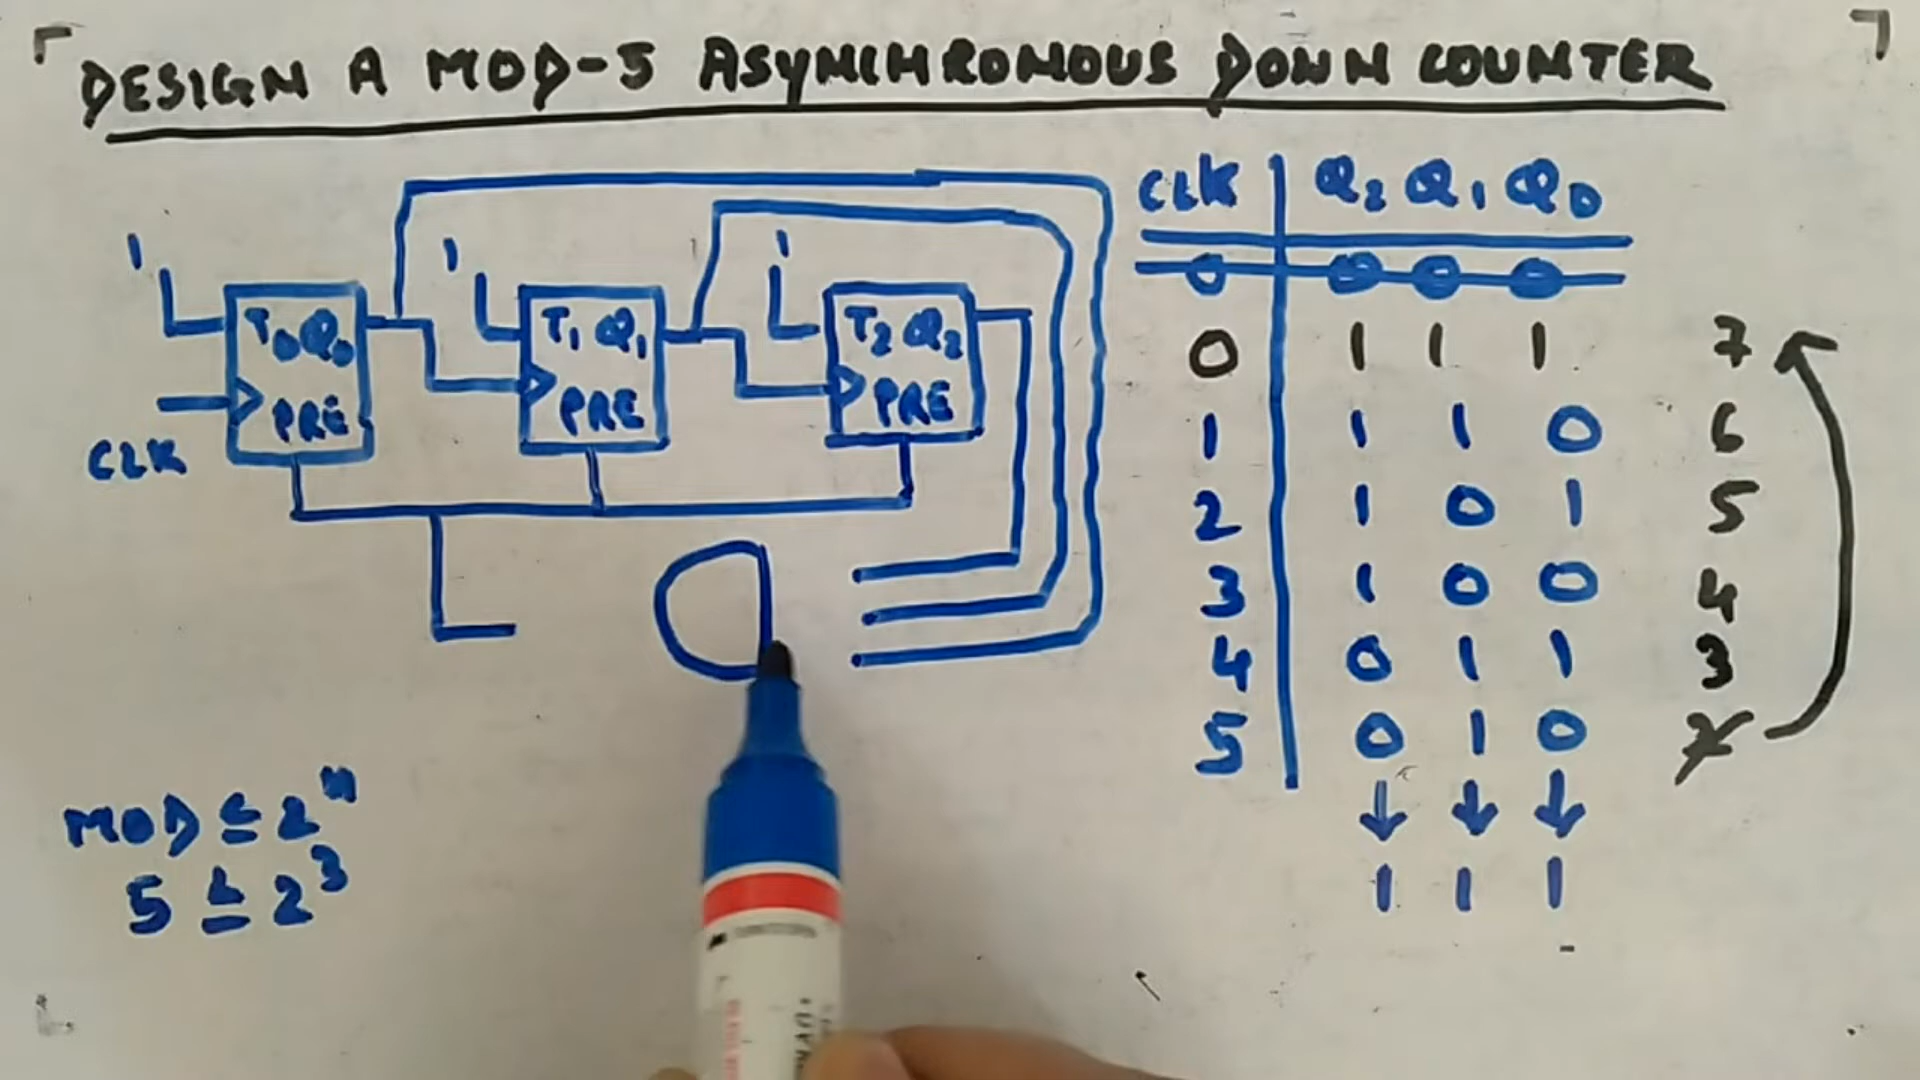 DESIGN A MOD-5 ASYNCHRONOUS DOWN COUNTER
1 1 1
T0 Q0 T1 Q1 T2 Q2
PRE PRE PRE
CLK
CLK Q2 Q1 Q0
0 0 0 0
0 1 1 1 7
1 1 1 0 6
2 1 0 1 5
3 1 0 0 4
4 0 1 1 3
5 0 1 0
↓ ↓ ↓
1 1 1
MOD ≤ 2^n
5 ≤ 2^3